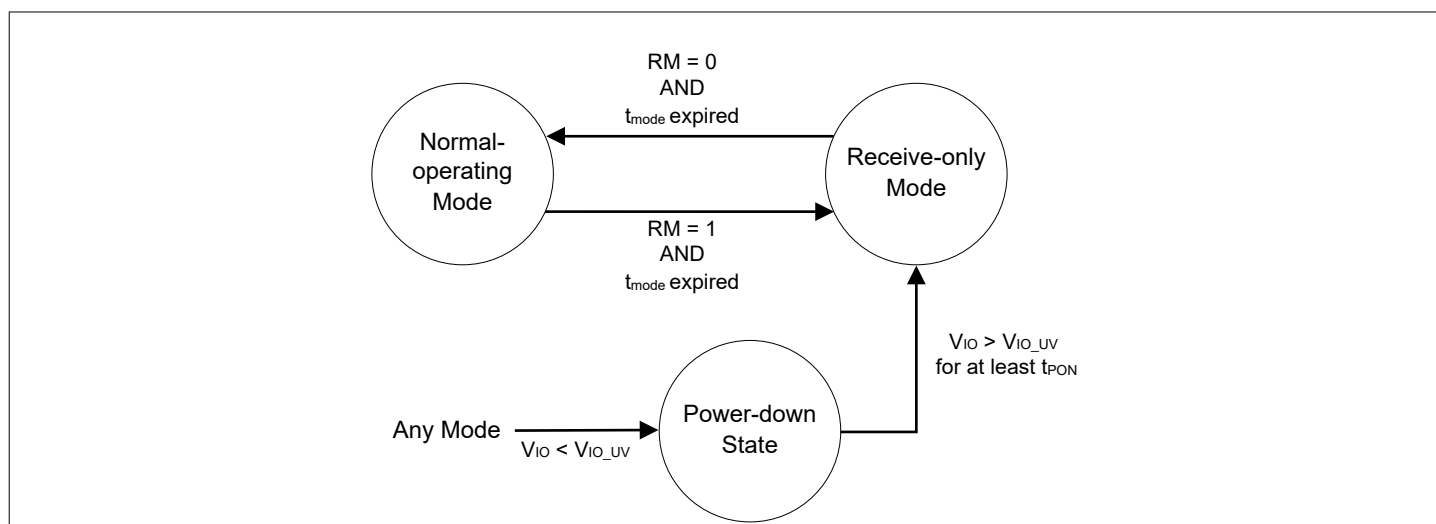 RM = 0
AND
tmode expired
Normal-
operating
Mode
Receive-only
Mode
RM = 1
AND
tmode expired
VIO > VIO_UV
for at least tPON
Power-down
State
Any Mode
VIO < VIO_UV